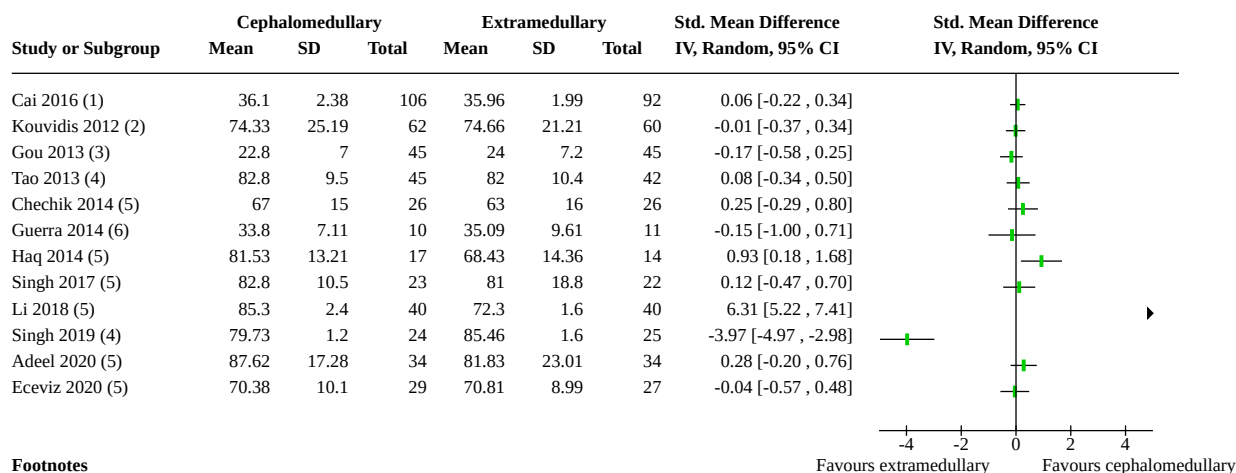 Cephalomedullary Extramedullary Std. Mean Difference Std. Mean Difference
Study or Subgroup Mean SD Total Mean SD Total IV, Random, 95% CI IV, Random, 95% CI
Cai 2016 (1) 36.1 2.38 106 35.96 1.99 92 0.06 [-0.22 , 0.34]
Kouvidis 2012 (2) 74.33 25.19 62 74.66 21.21 60 -0.01 [-0.37 , 0.34]
Gou 2013 (3) 22.8 7 45 24 7.2 45 -0.17 [-0.58 , 0.25]
Tao 2013 (4) 82.8 9.5 45 82 10.4 42 0.08 [-0.34 , 0.50]
Chechik 2014 (5) 67 15 26 63 16 26 0.25 [-0.29 , 0.80]
Guerra 2014 (6) 33.8 7.11 10 35.09 9.61 11 -0.15 [-1.00 , 0.71]
Haq 2014 (5) 81.53 13.21 17 68.43 14.36 14 0.93 [0.18 , 1.68]
Singh 2017 (5) 82.8 10.5 23 81 18.8 22 0.12 [-0.47 , 0.70]
Li 2018 (5) 85.3 2.4 40 72.3 1.6 40 6.31 [5.22 , 7.41]
Singh 2019 (4) 79.73 1.2 24 85.46 1.6 25 -3.97 [-4.97 , -2.98]
Adeel 2020 (5) 87.62 17.28 34 81.83 23.01 34 0.28 [-0.20 , 0.76]
Eceviz 2020 (5) 70.38 10.1 29 70.81 8.99 27 -0.04 [-0.57 , 0.48]
-4 -2 0 2 4
Footnotes Favours extramedullary Favours cephalomedullary